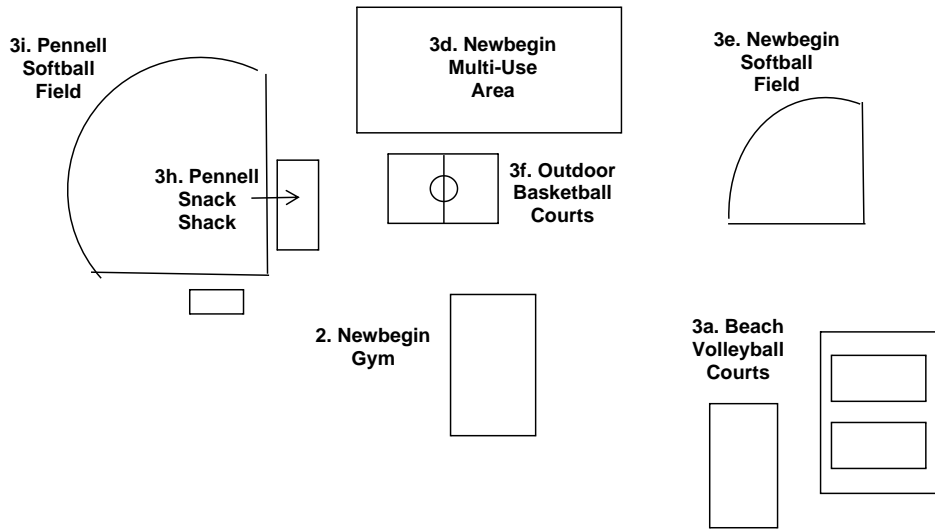 3i. Pennell
Softball
Field
3d. Newbegin
Multi-Use
Area
3e. Newbegin
Softball
Field
3h. Pennell
Snack
Shack
3f. Outdoor
Basketball
Courts
2. Newbegin
Gym
3a. Beach
Volleyball
Courts